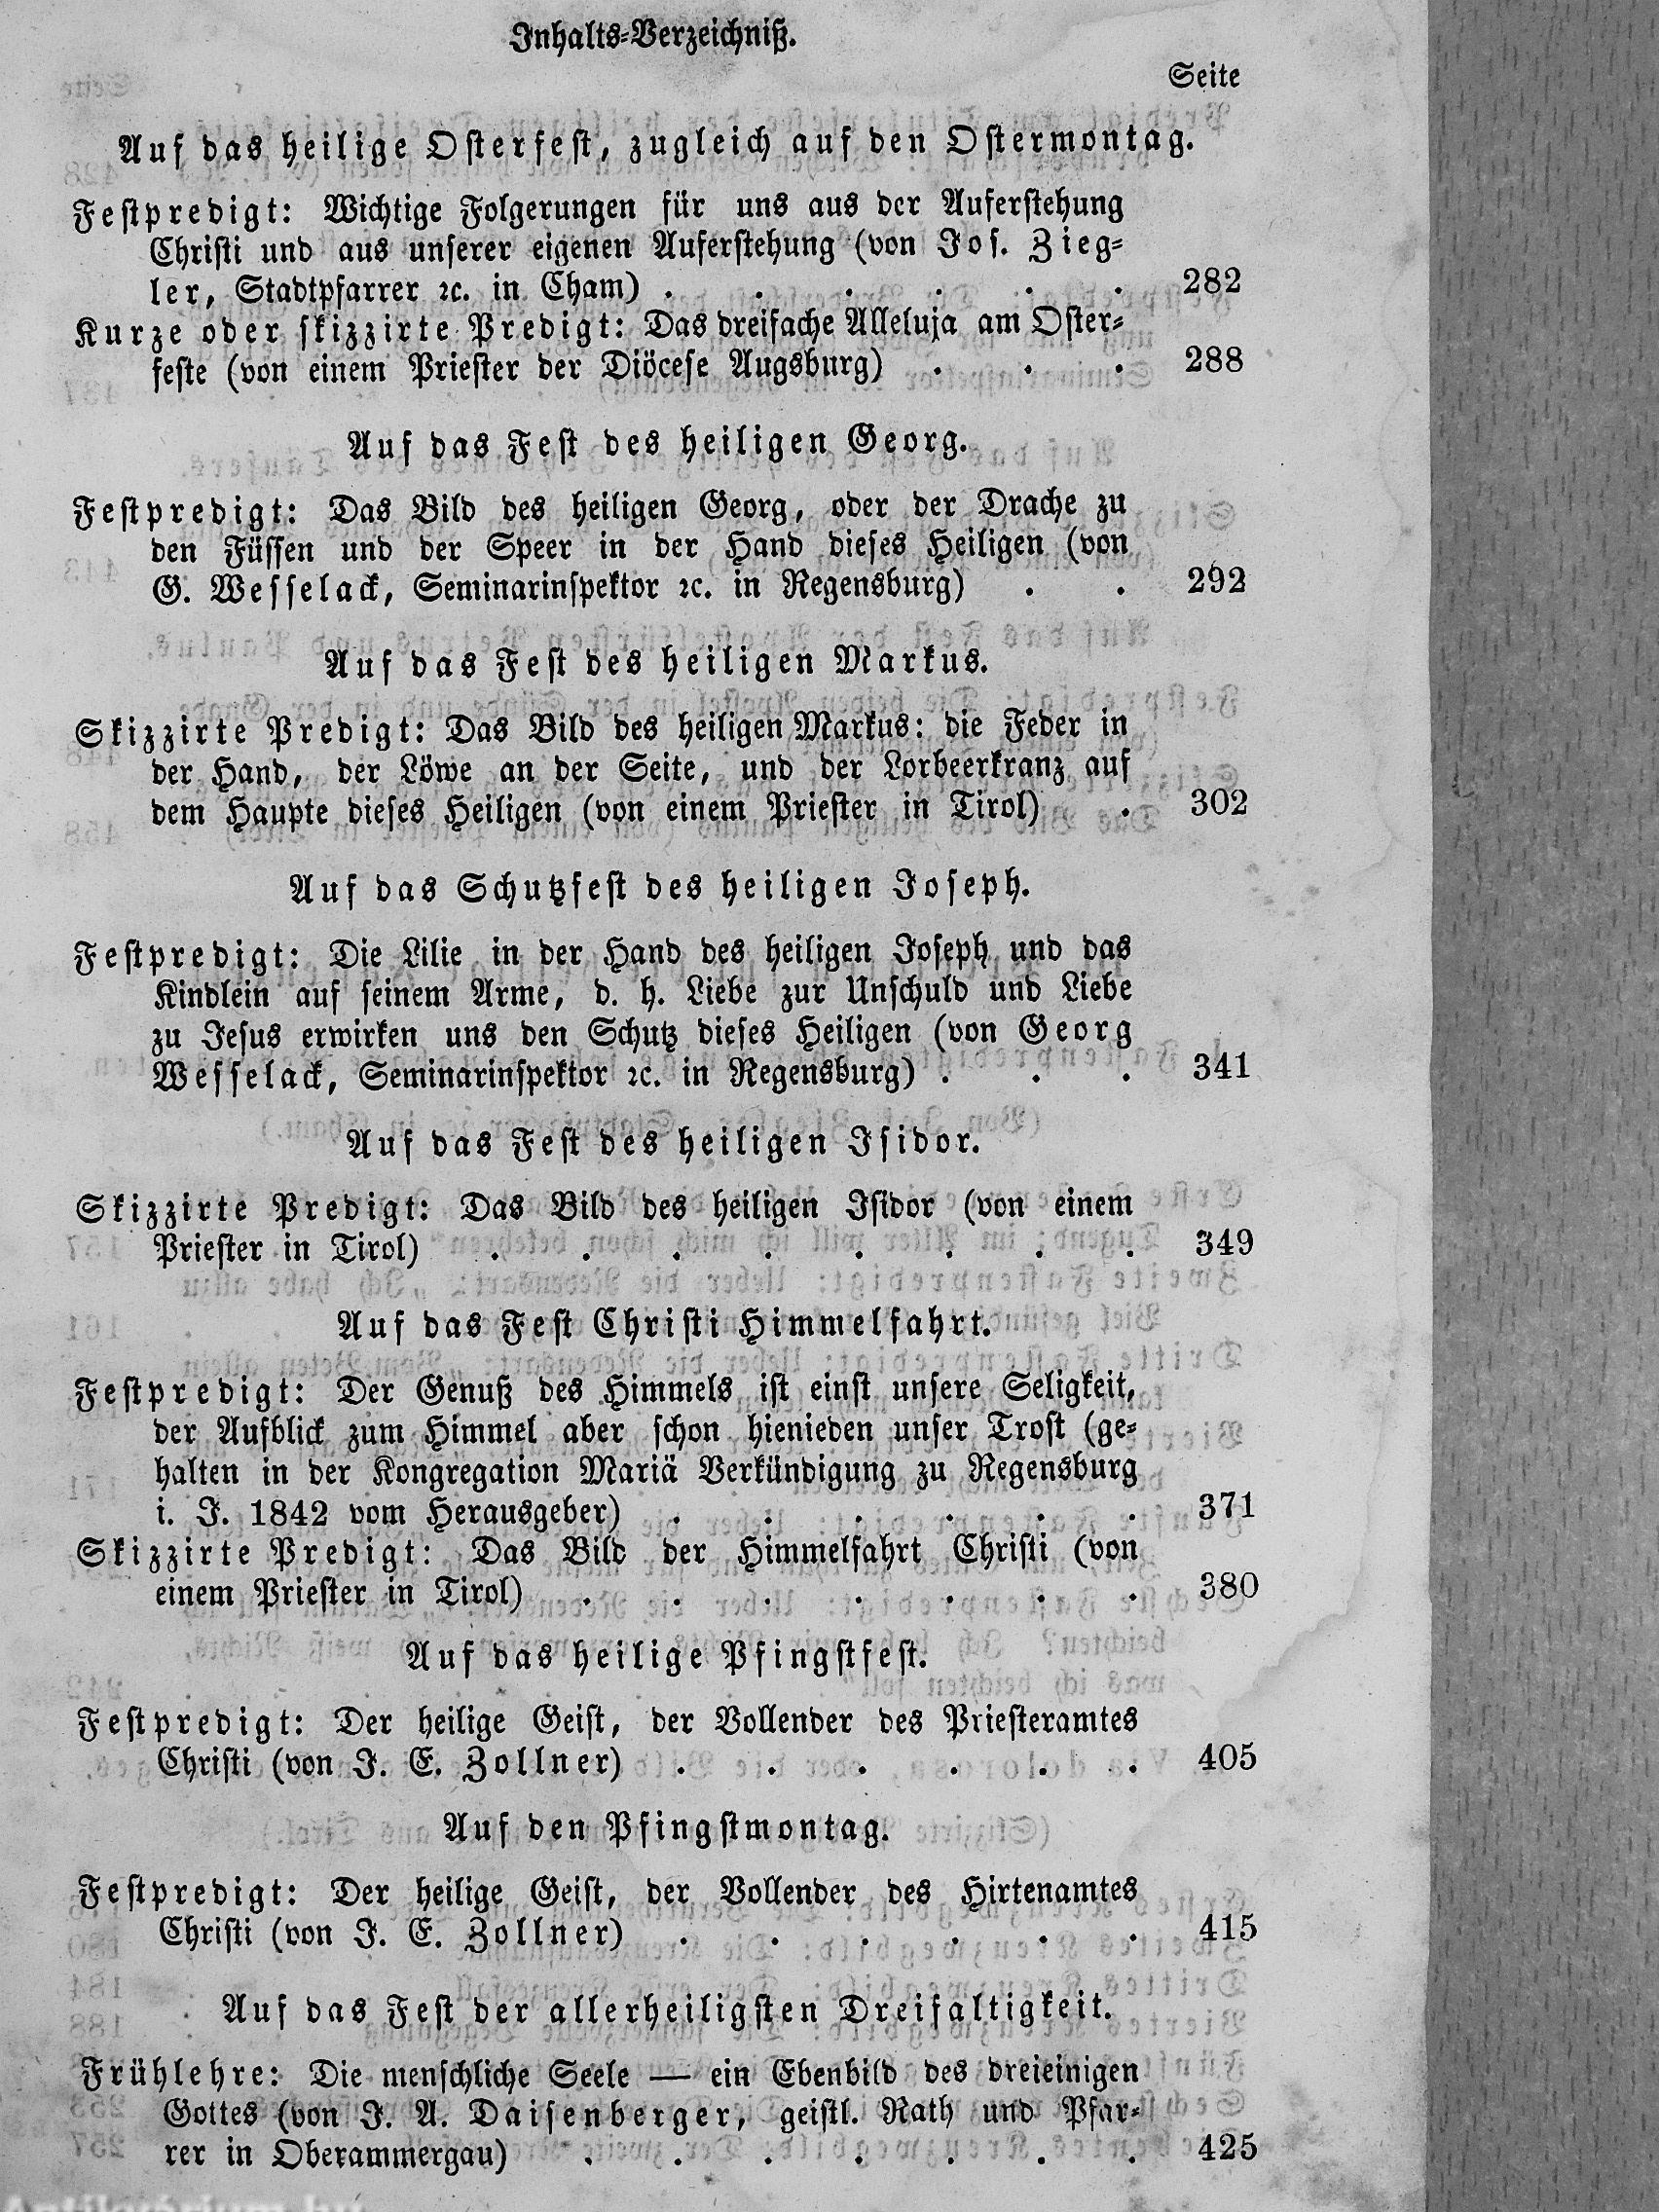 Inhalts-Verzeichniß.
Seite
Auf das heilige Osterfest, zugleich auf den Ostermontag.
Festpredigt: Wichtige Folgerungen für uns aus der Auferstehung
Christi und aus unserer eigenen Auferstehung (von Jos. Zieg-
ler, Stadtpfarrer ꝛc. in Cham) . . . . . . 282
Kurze oder skizzirte Predigt: Das dreifache Alleluja am Oster-
feste (von einem Priester der Diöcese Augsburg) . . . 288
Auf das Fest des heiligen Georg.
Festpredigt: Das Bild des heiligen Georg, oder der Drache zu
den Füssen und der Speer in der Hand dieses Heiligen (von
G. Wesselack, Seminarinspektor ꝛc. in Regensburg) . . 292
Auf das Fest des heiligen Markus.
Skizzirte Predigt: Das Bild des heiligen Markus: die Feder in
der Hand, der Löwe an der Seite, und der Lorbeerkranz auf
dem Haupte dieses Heiligen (von einem Priester in Tirol) . 302
Auf das Schutzfest des heiligen Joseph.
Festpredigt: Die Lilie in der Hand des heiligen Joseph und das
Kindlein auf seinem Arme, d. h. Liebe zur Unschuld und Liebe
zu Jesus erwirken uns den Schutz dieses Heiligen (von Georg
Wesselack, Seminarinspektor ꝛc. in Regensburg) . . . 341
Auf das Fest des heiligen Isidor.
Skizzirte Predigt: Das Bild des heiligen Isidor (von einem
Priester in Tirol) . . . . . . . . 349
Auf das Fest Christi Himmelfahrt.
Festpredigt: Der Genuß des Himmels ist einst unsere Seligkeit,
der Aufblick zum Himmel aber schon hienieden unser Trost (ge-
halten in der Kongregation Mariä Verkündigung zu Regensburg
i. J. 1842 vom Herausgeber) . . . . . . 371
Skizzirte Predigt: Das Bild der Himmelfahrt Christi (von
einem Priester in Tirol) . . . . . . . 380
Auf das heilige Pfingstfest.
Festpredigt: Der heilige Geist, der Vollender des Priesteramtes
Christi (von J. E. Zollner) . . . . . . 405
Auf den Pfingstmontag.
Festpredigt: Der heilige Geist, der Vollender des Hirtenamtes
Christi (von J. E. Zollner) . . . . . . 415
Auf das Fest der allerheiligsten Dreifaltigkeit.
Frühlehre: Die menschliche Seele — ein Ebenbild des dreieinigen
Gottes (von J. A. Daisenberger, geistl. Rath und Pfar-
rer in Oberammergau) . . . . . . . 425